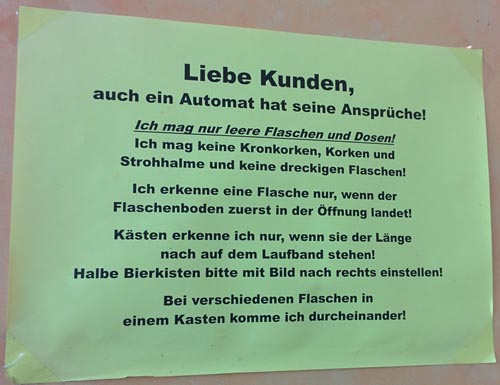 Liebe Kunden,
auch ein Automat hat seine Ansprüche!
Ich mag nur leere Flaschen und Dosen!
Ich mag keine Kronkorken, Korken und
Strohhalme und keine dreckigen Flaschen!
Ich erkenne eine Flasche nur, wenn der
Flaschenboden zuerst in der Öffnung landet!
Kästen erkenne ich nur, wenn sie der Länge
nach auf dem Laufband stehen!
Halbe Bierkisten bitte mit Bild nach rechts einstellen!
Bei verschiedenen Flaschen in
einem Kasten komme ich durcheinander!